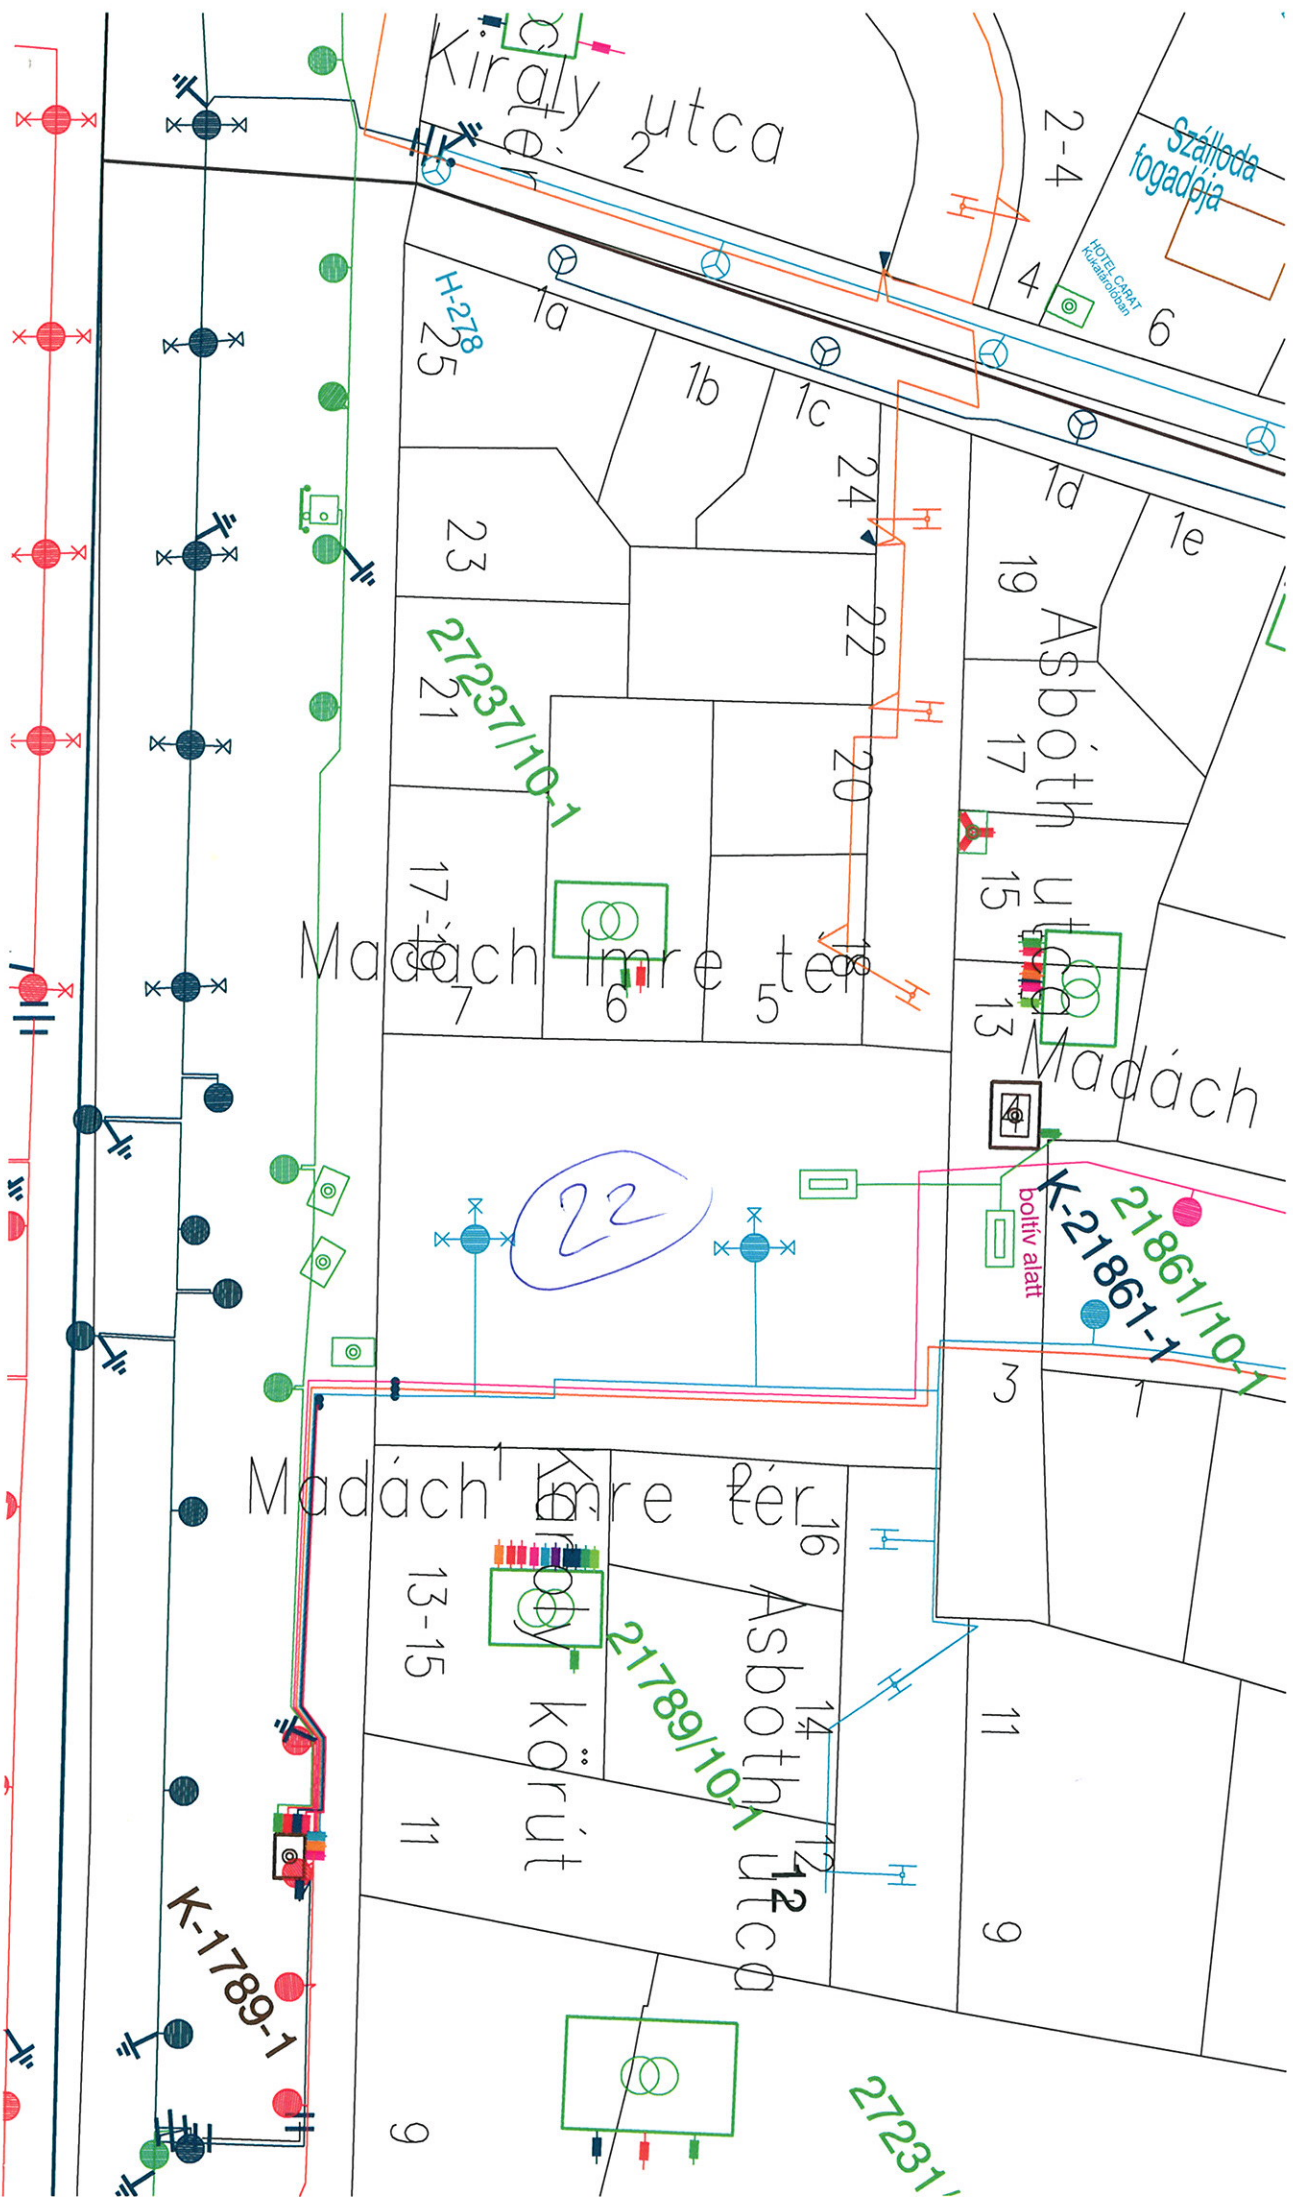 Király utca
2
tér
2-4
Szálloda
fogadója
HOTEL CARAT
Kukatárolóban
4
6
H-278
25
1a
1b
1c
24
1d
1e
23
19
22
Asbóth utca
27237/10-1
21
17
20
17-19
15
Madách Imre tér
18
7
6
5
13
Madách
22
boltív alatt
K-21861-1
21861/10-1
3
1
Madách Imre tér
1
2
16
Károly körút
13-15
Asbóth utca
21789/10-1
14
11
11
12
12
K-1789-1
9
9
27231/